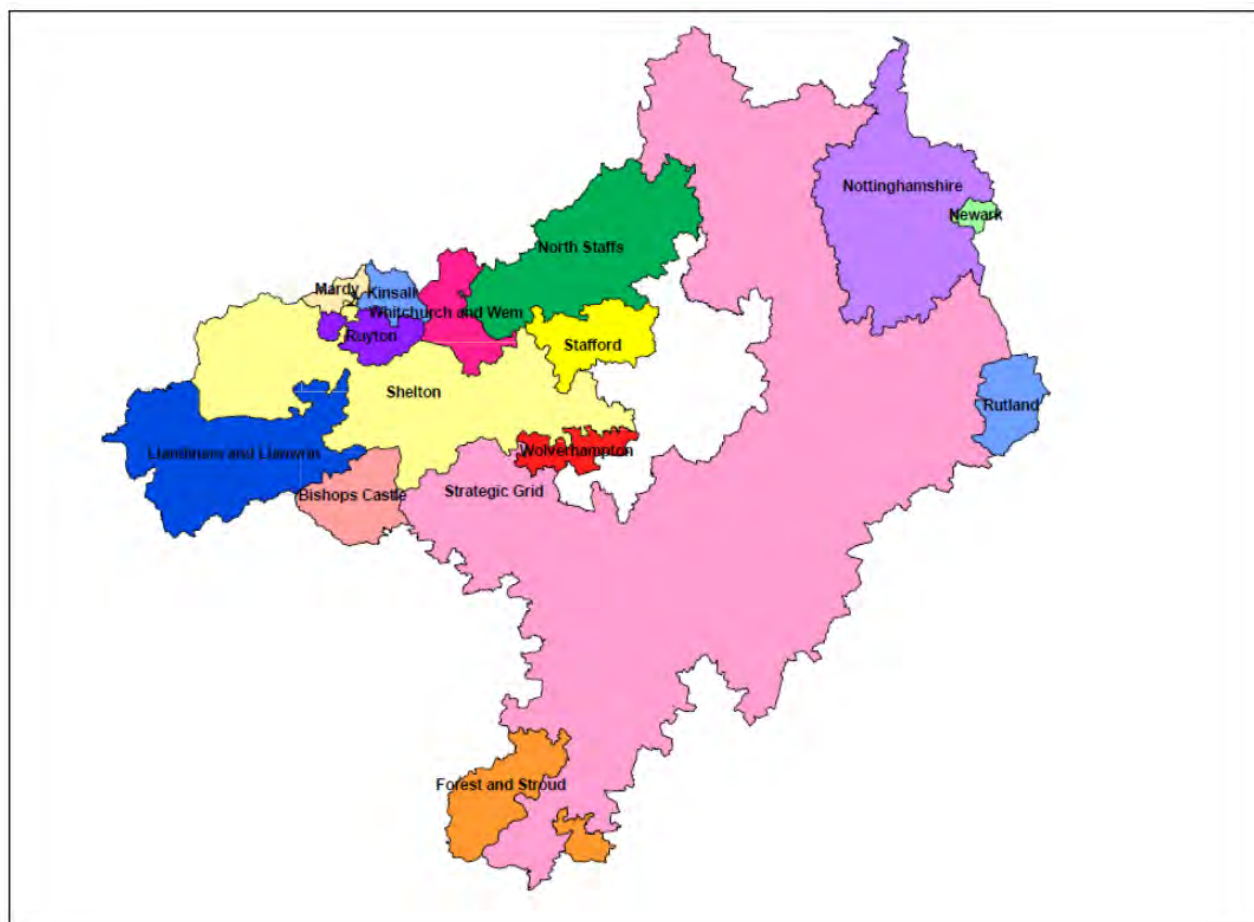 Nottinghamshire
Newark
North Staffs
Mardy
Kinsall
Whitchurch and Wem
Ruyton
Stafford
Shelton
Rutland
Wolverhampton
Llandinam and Llanwrin
Strategic Grid
Bishops Castle
Forest and Stroud